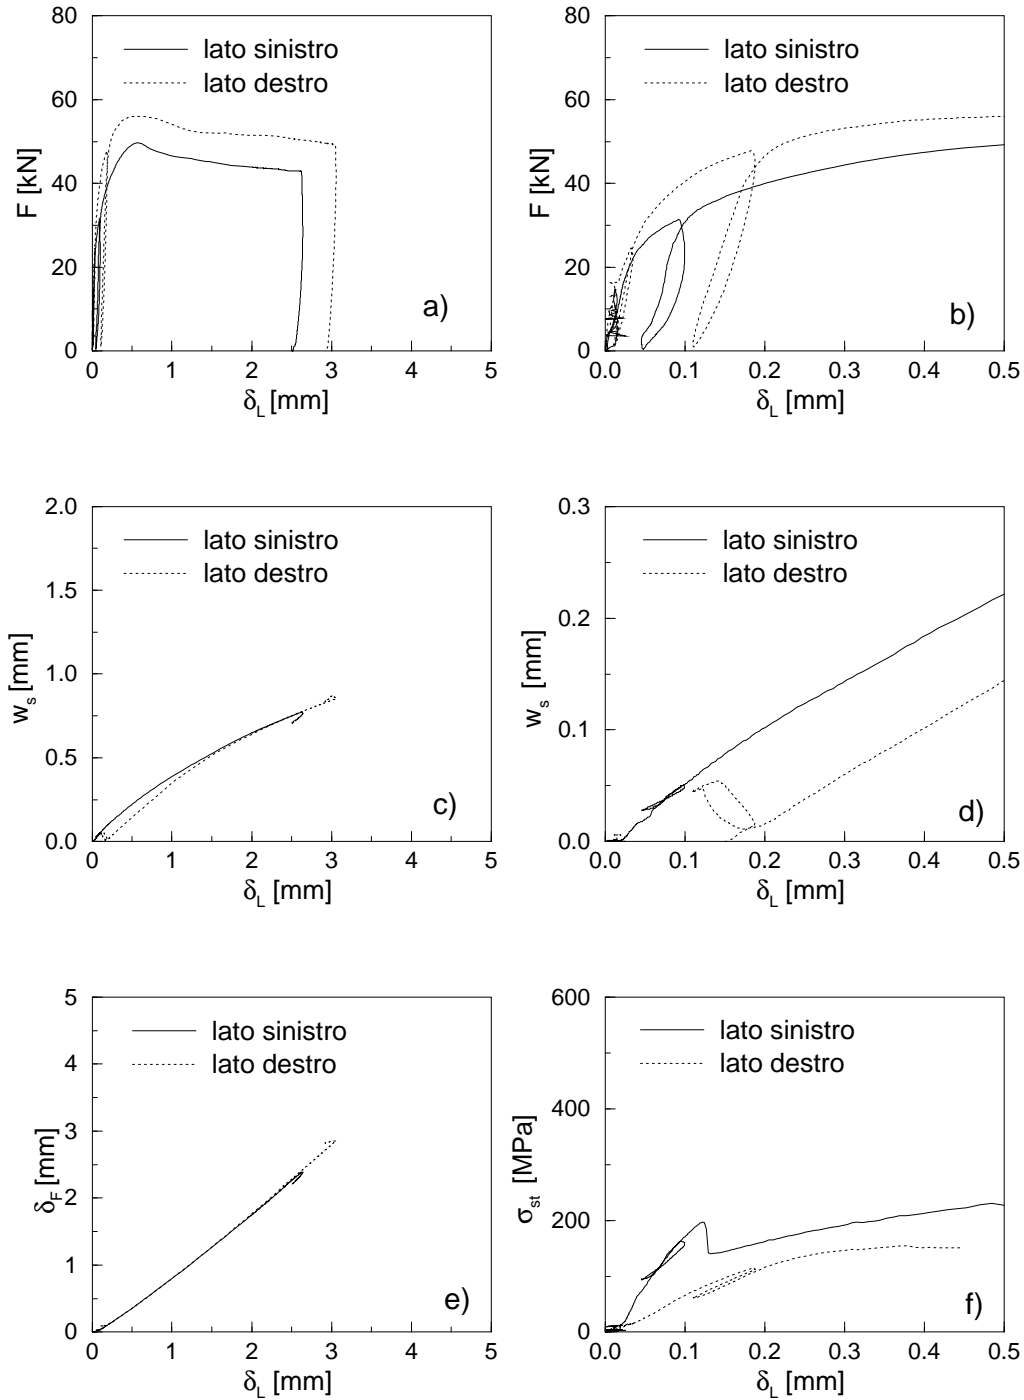 80
60
40
20
0
F [kN]
lato sinistro
lato destro
a)
0 1 2 3 4 5
δL [mm]
80
60
40
20
0
F [kN]
lato sinistro
lato destro
b)
0.0 0.1 0.2 0.3 0.4 0.5
δL [mm]
2.0
1.5
1.0
0.5
0.0
ws [mm]
lato sinistro
lato destro
c)
0 1 2 3 4 5
δL [mm]
0.3
0.2
0.1
0.0
ws [mm]
lato sinistro
lato destro
d)
0.0 0.1 0.2 0.3 0.4 0.5
δL [mm]
5
4
3
2
1
0
δF [mm]
lato sinistro
lato destro
e)
0 1 2 3 4 5
δL [mm]
600
400
200
0
σst [MPa]
lato sinistro
lato destro
f)
0.0 0.1 0.2 0.3 0.4 0.5
δL [mm]